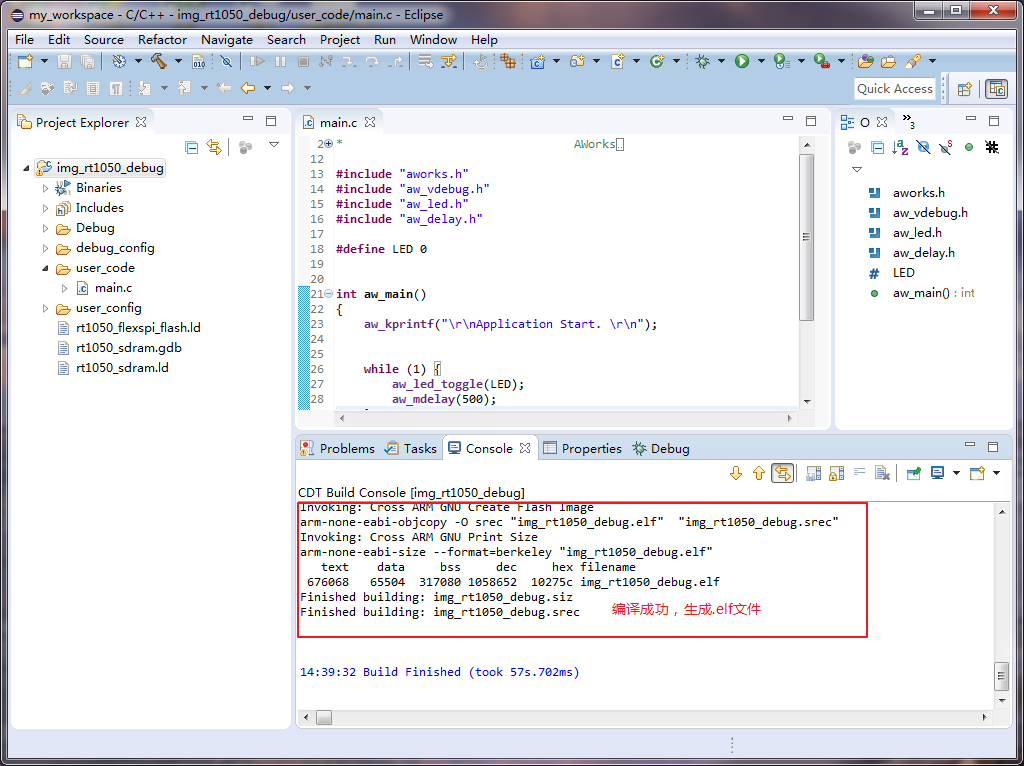 my_workspace - C/C++ - img_rt1050_debug/user_code/main.c - Eclipse
File Edit Source Refactor Navigate Search Project Run Window Help
Quick Access
Project Explorer
img_rt1050_debug
Binaries
Includes
Debug
debug_config
user_code
main.c
user_config
rt1050_flexspi_flash.ld
rt1050_sdram.gdb
rt1050_sdram.ld
main.c
2 * AWorks
12
13 #include "aworks.h"
14 #include "aw_vdebug.h"
15 #include "aw_led.h"
16 #include "aw_delay.h"
17
18 #define LED 0
19
20
21 int aw_main()
22 {
23 aw_kprintf("\r\nApplication Start. \r\n");
24
25
26 while (1) {
27 aw_led_toggle(LED);
28 aw_mdelay(500);
O
3
aworks.h
aw_vdebug.h
aw_led.h
aw_delay.h
# LED
aw_main() : int
Problems Tasks Console Properties Debug
CDT Build Console [img_rt1050_debug]
Invoking: Cross ARM GNU Create Flash Image
arm-none-eabi-objcopy -O srec "img_rt1050_debug.elf" "img_rt1050_debug.srec"
Invoking: Cross ARM GNU Print Size
arm-none-eabi-size --format=berkeley "img_rt1050_debug.elf"
text data bss dec hex filename
676068 65504 317080 1058652 10275c img_rt1050_debug.elf
Finished building: img_rt1050_debug.siz
Finished building: img_rt1050_debug.srec
编译成功，生成.elf文件
14:39:32 Build Finished (took 57s.702ms)